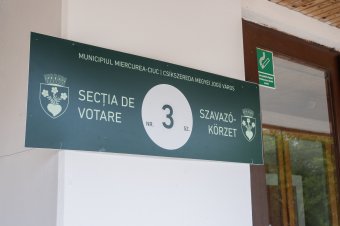 MUNICIPIUL MIERCUREA-CIUC | CSÍKSZEREDA MEGYEI JOGÚ VÁROS
SECȚIA DE
VOTARE
NR. 3 SZ.
SZAVAZÓ-
KÖRZET